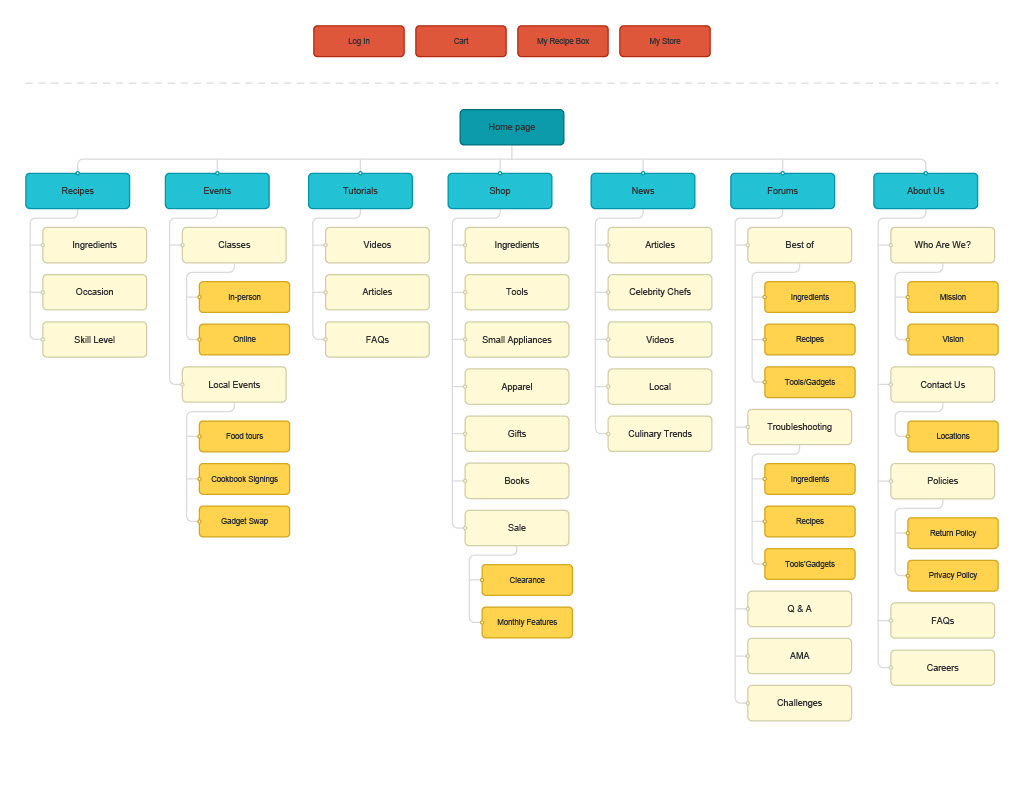 Log In
Cart
My Recipe Box
My Store
Home page
Recipes
Ingredients
Occasion
Skill Level
Events
Classes
In-person
Online
Local Events
Food tours
Cookbook Signings
Gadget Swap
Tutorials
Videos
Articles
FAQs
Shop
Ingredients
Tools
Small Appliances
Apparel
Gifts
Books
Sale
Clearance
Monthly Features
News
Articles
Celebrity Chefs
Videos
Local
Culinary Trends
Forums
Best of
Ingredients
Recipes
Tools/Gadgets
Troubleshooting
Ingredients
Recipes
Tools'Gadgets
Q & A
AMA
Challenges
About Us
Who Are We?
Mission
Vision
Contact Us
Locations
Policies
Return Policy
Privacy Policy
FAQs
Careers